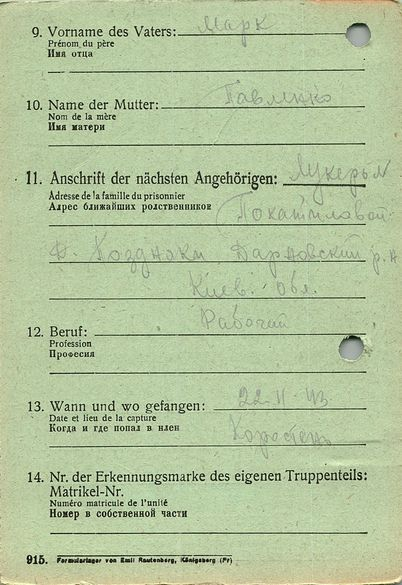 9. Vorname des Vaters: Марк
Prénom du père
Имя отца
10. Name der Mutter: Павленко
Nom de la mère
Имя матери
11. Anschrift der nächsten Angehörigen: Лукерья
Adresse de la famille du prisonnier
Адрес ближайших родственников Покатиловой
д. Позднаки Дарновский р.н
Киев. обл.
Рабочий
12. Beruf:
Profession
Професия
13. Wann und wo gefangen: 22-11-43
Date et lieu de la capture Коростень
Когда и где попал в плен
14. Nr. der Erkennungsmarke des eigenen Truppenteils:
Matrikel-Nr.
Numéro matricule de l'unité
Номер в собственной части
915. Formularlager von Emil Rautenberg, Königsberg (Pr)